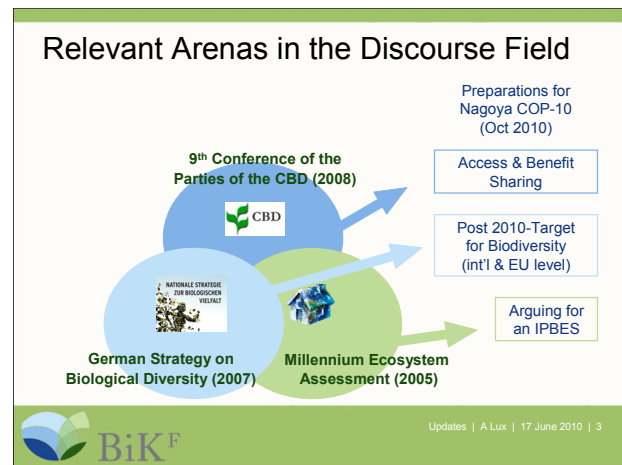 Relevant Arenas in the Discourse Field
Preparations for
Nagoya COP-10
(Oct 2010)
9th Conference of the
Parties of the CBD (2008)
CBD
Access & Benefit
Sharing
Post 2010-Target
for Biodiversity
(int'l & EU level)
NATIONALE STRATEGIE
ZUR BIOLOGISCHEN
VIELFALT
Arguing for
an IPBES
German Strategy on
Biological Diversity (2007)
Millennium Ecosystem
Assessment (2005)
BiK F
Updates | A Lux | 17 June 2010 | 3